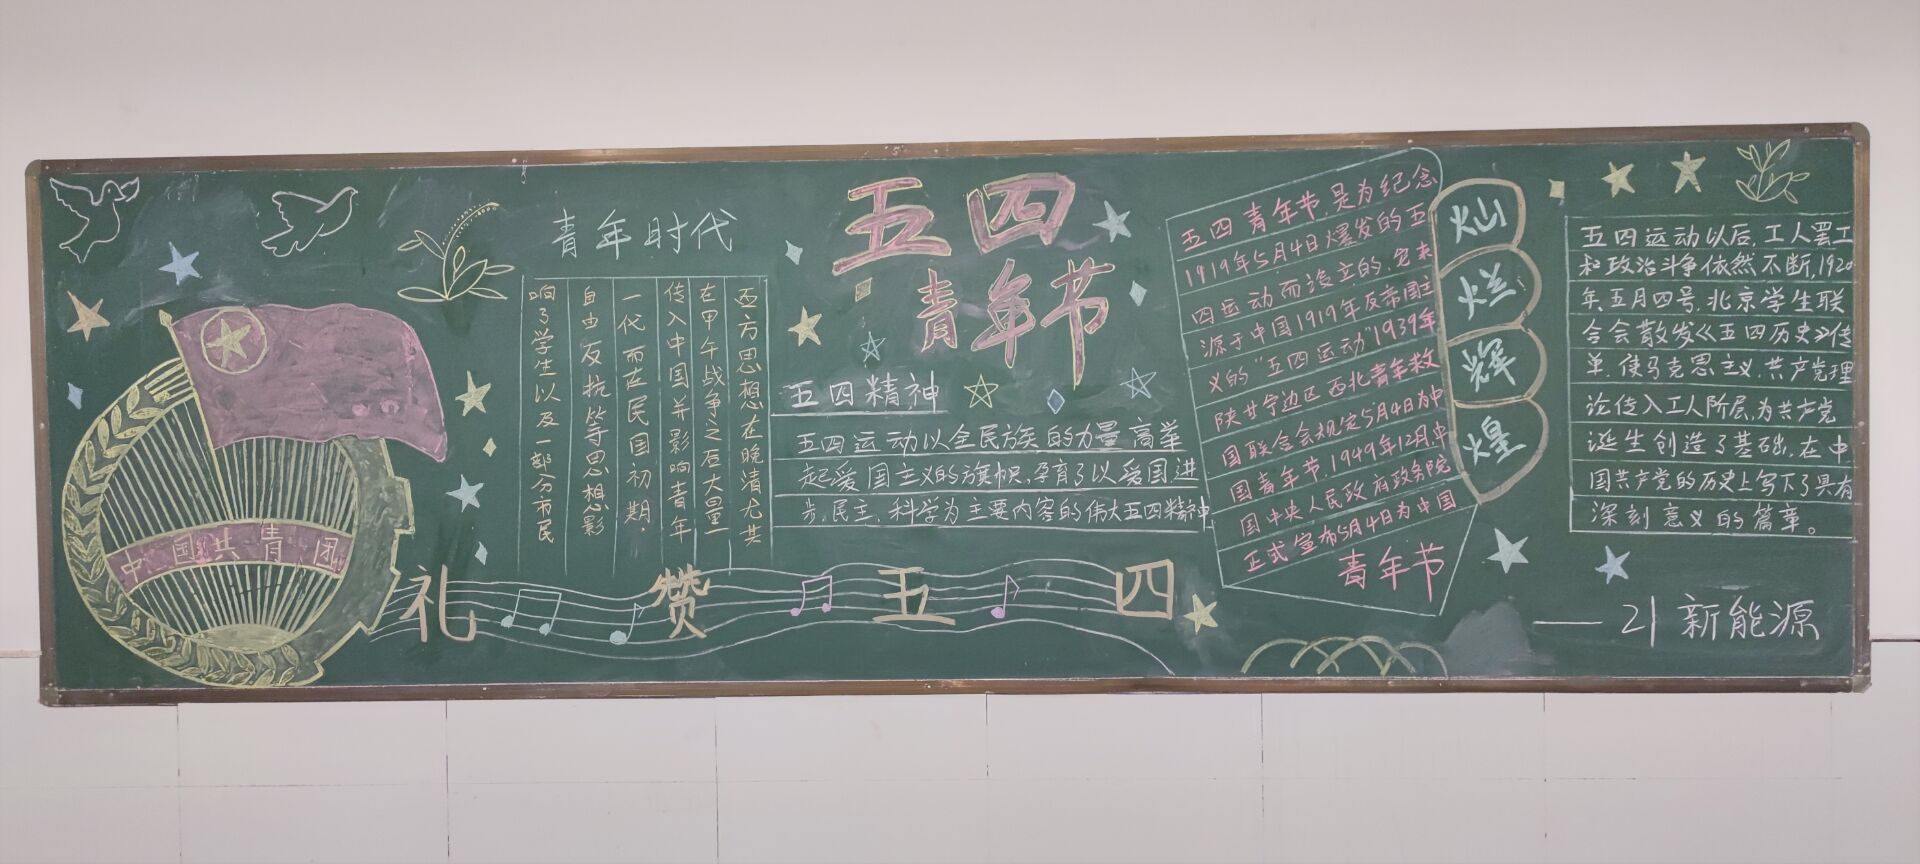 中国共青团
青年时代
西方思想在晚清尤其
在甲午战争之后大量
传入中国并影响青年
一代而在民国初期
自由反抗等思想影
响了学生以及一部分市民
五四
青年节
五四精神
五四运动以全民族的力量高举
起爱国主义的旗帜,孕育了以爱国,进
步,民主,科学为主要内容的伟大五四精神
礼赞五四
五四青年节,是为纪念
1919年5月4日爆发的五
四运动而设立的,它来
源于中国1919年反帝国主
义的"五四运动"1939年
陕甘宁边区西北青年救
国联合会规定5月4日为中
国青年节,1949年12月中
国中央人民政府政务院
正式宣布5月4日为中国
青年节
灿
烂
辉
煌
五四运动以后,工人罢工
和政治斗争依然不断,1920
年,五月四号,北京学生联
合会散发《五四历史》传
单,使马克思主义,共产党理
论传入工人阶层,为共产党
诞生创造了基础,在中
国共产党的历史上写下了具有
深刻意义的篇章。
——21新能源